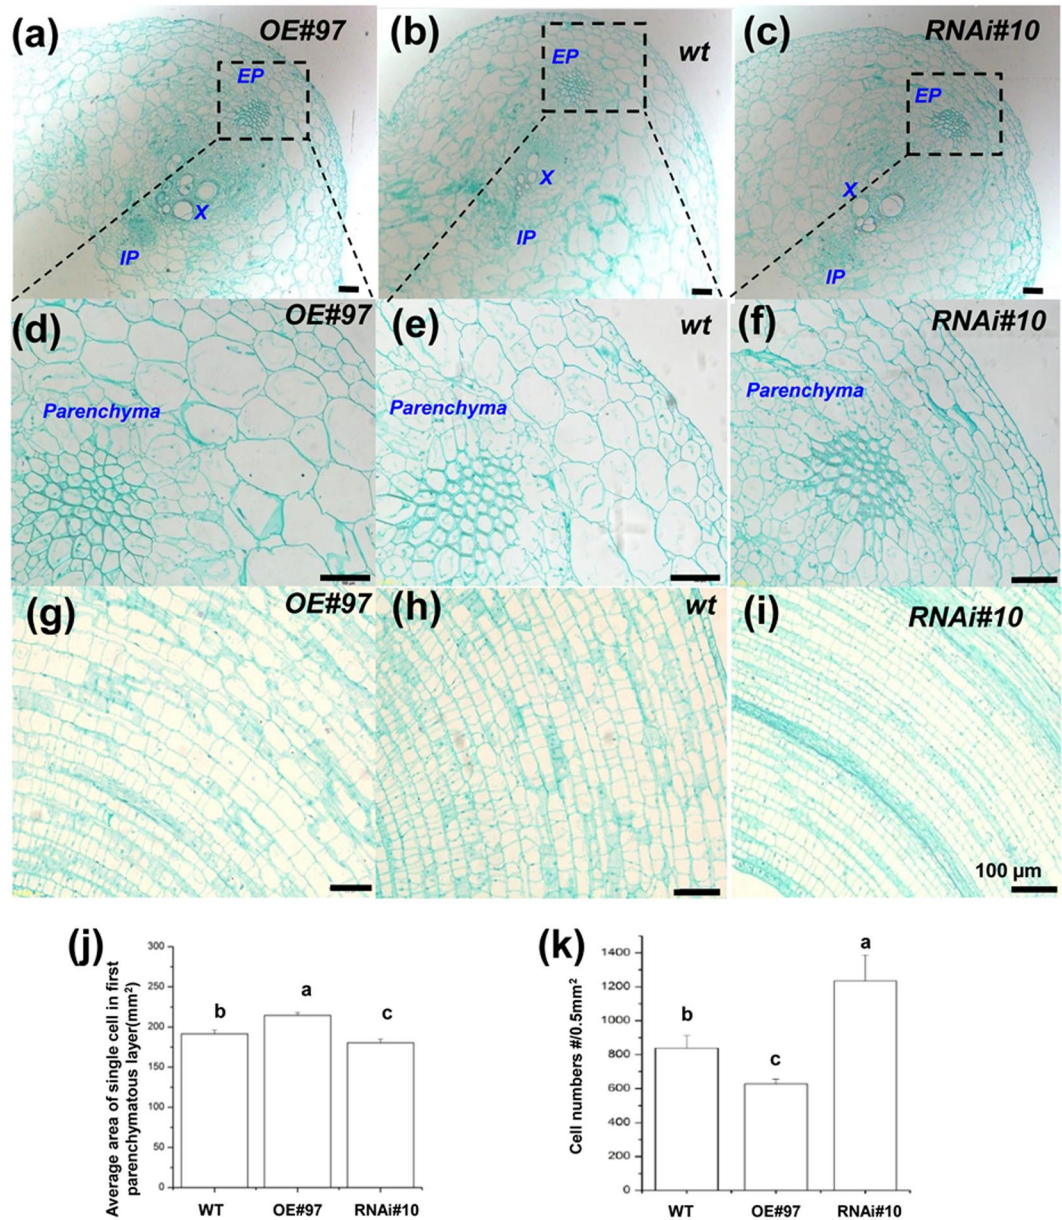 (a) OE#97
EP
X
IP
(b) wt
EP
X
IP
(c) RNAi#10
EP
X
IP
(d) OE#97
Parenchyma
(e) wt
Parenchyma
(f) RNAi#10
Parenchyma
(g) OE#97
(h) wt
(i) RNAi#10
100 µm
(j)
Average area of single cell in first
parenchymatous layer(mm²)
300
250
200
150
100
50
0
b
a
c
WT OE#97 RNAi#10
(k)
Cell numbers #/0.5mm²
1400
1200
1000
800
600
400
200
0
b
c
a
WT OE#97 RNAi#10